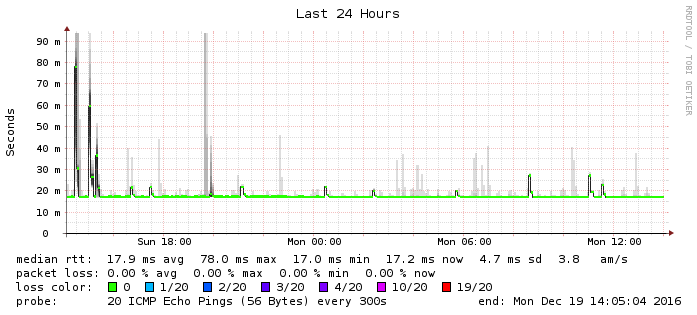 Last 24 Hours
RRDTOOL / TOBI OETIKER
Seconds
90 m
80 m
70 m
60 m
50 m
40 m
30 m
20 m
10 m
0
Sun 18:00 Mon 00:00 Mon 06:00 Mon 12:00
median rtt: 17.9 ms avg 78.0 ms max 17.0 ms min 17.2 ms now 4.7 ms sd 3.8 am/s
packet loss: 0.00 % avg 0.00 % max 0.00 % min 0.00 % now
loss color: 0 1/20 2/20 3/20 4/20 10/20 19/20
probe: 20 ICMP Echo Pings (56 Bytes) every 300s end: Mon Dec 19 14:05:04 2016